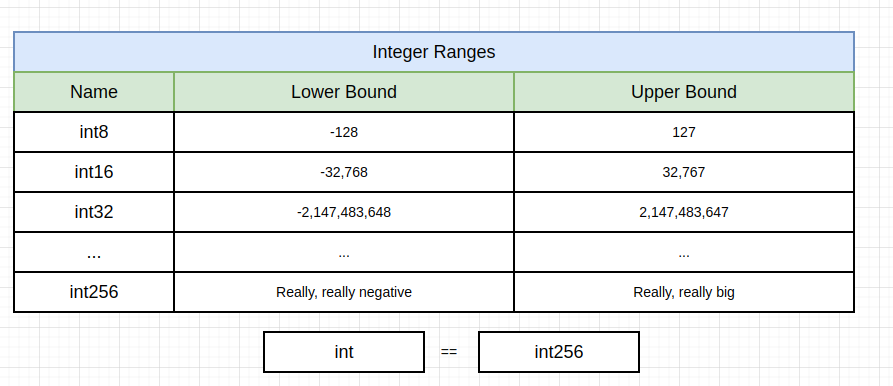 Integer Ranges
Name Lower Bound Upper Bound
int8 -128 127
int16 -32,768 32,767
int32 -2,147,483,648 2,147,483,647
... ... ...
int256 Really, really negative Really, really big
int == int256